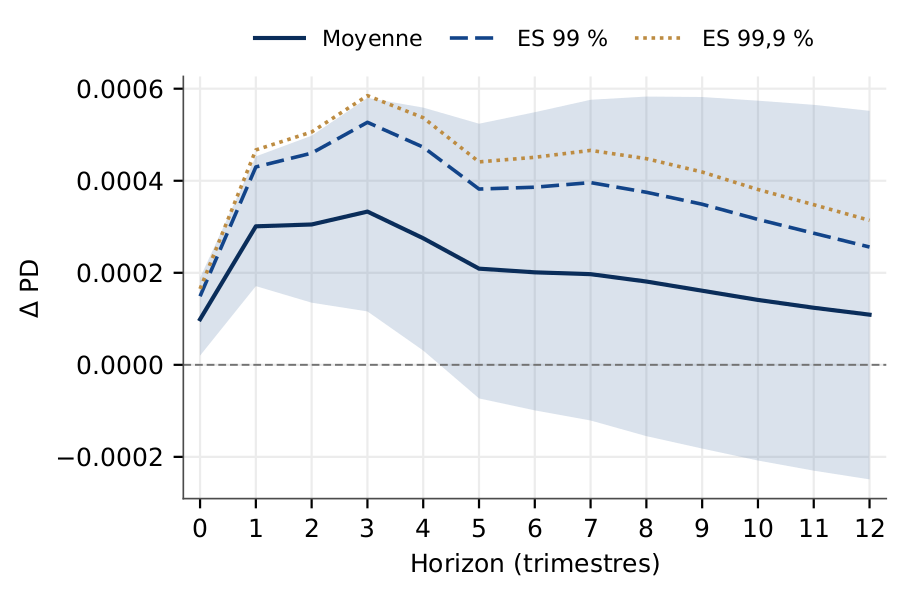 Moyenne ES 99 % ES 99,9 %
0.0006
0.0004
0.0002
0.0000
−0.0002
Δ PD
0 1 2 3 4 5 6 7 8 9 10 11 12
Horizon (trimestres)